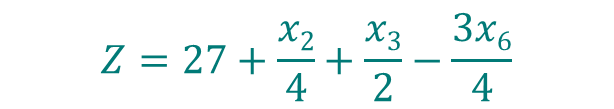 Z = 27 + x₂/4 + x₃/2 − 3x₆/4